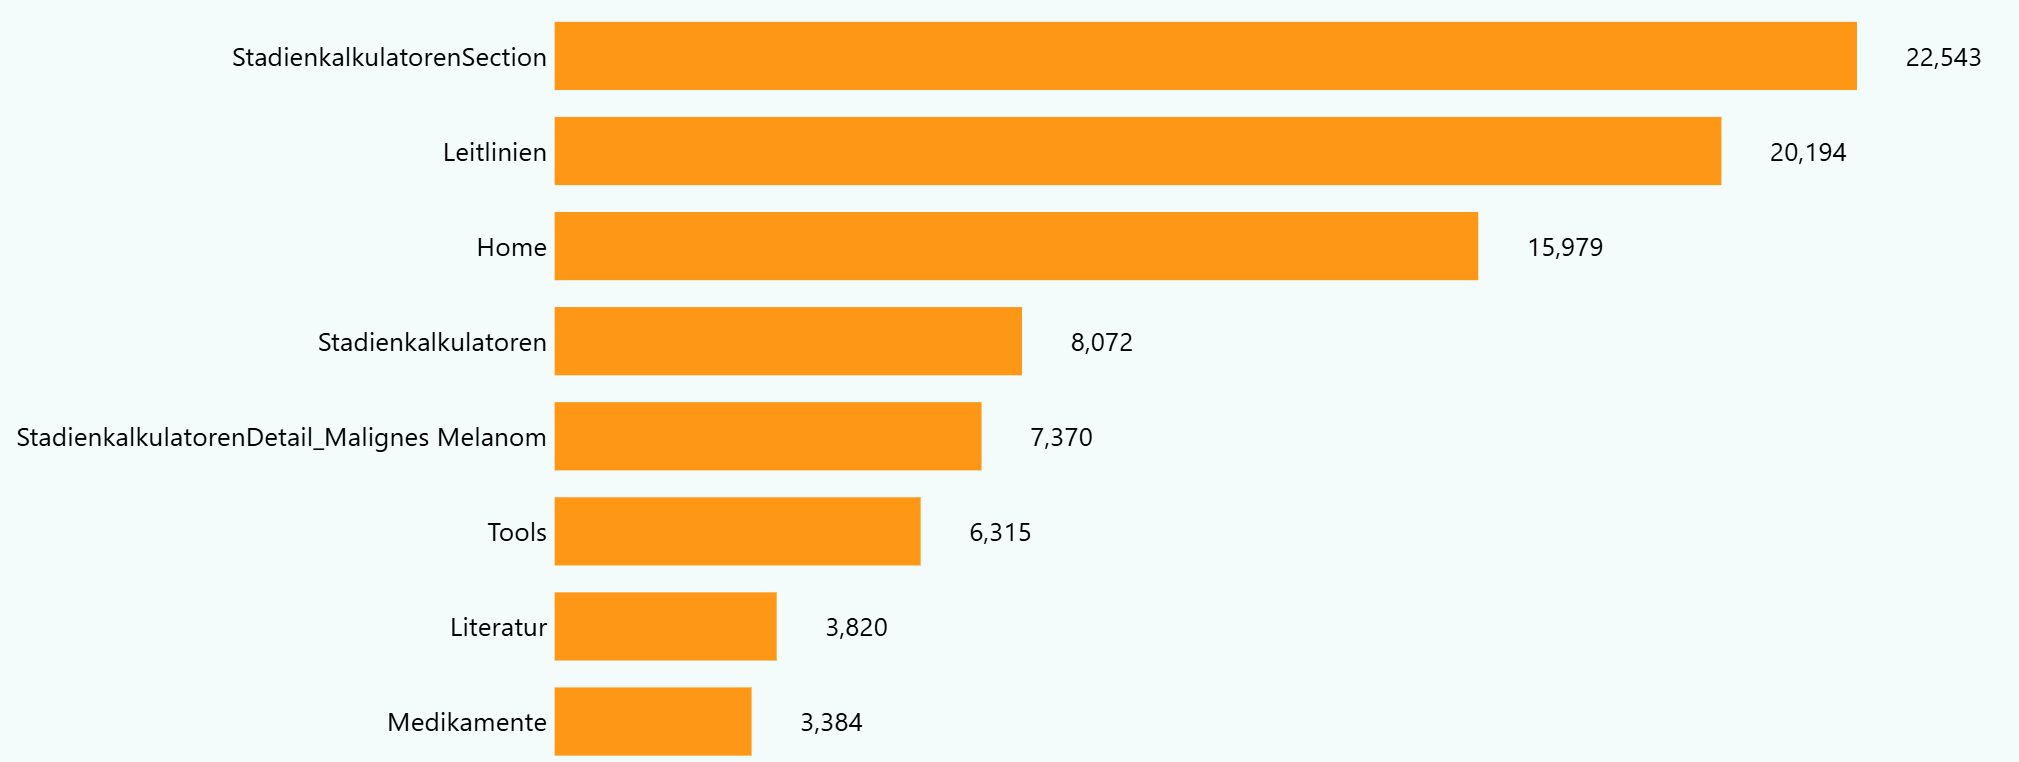 StadienkalkulatorenSection 22,543
Leitlinien 20,194
Home 15,979
Stadienkalkulatoren 8,072
StadienkalkulatorenDetail_Malignes Melanom 7,370
Tools 6,315
Literatur 3,820
Medikamente 3,384